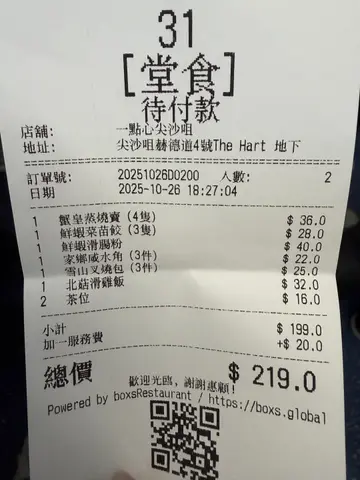 31
[堂食]
待付款
店舖: 一點心尖沙咀
地址: 尖沙咀赫德道4號The Hart 地下
訂單號: 20251026D0200 人數: 2
日期 2025-10-26 18:27:04
1 蟹皇蒸燒賣 (4隻) $ 36.0
1 鮮蝦菜苗餃 (3隻) $ 28.0
1 鮮蝦滑腸粉 $ 40.0
1 家鄉咸水角 (3件) $ 22.0
1 雪山叉燒包 (3件) $ 25.0
1 北菇滑雞飯 $ 32.0
2 茶位 $ 16.0
小計 $ 199.0
加一服務費 +$ 20.0
總價 $ 219.0
歡迎光臨, 謝謝惠顧!
Powered by boxsRestaurant / https://boxs.global